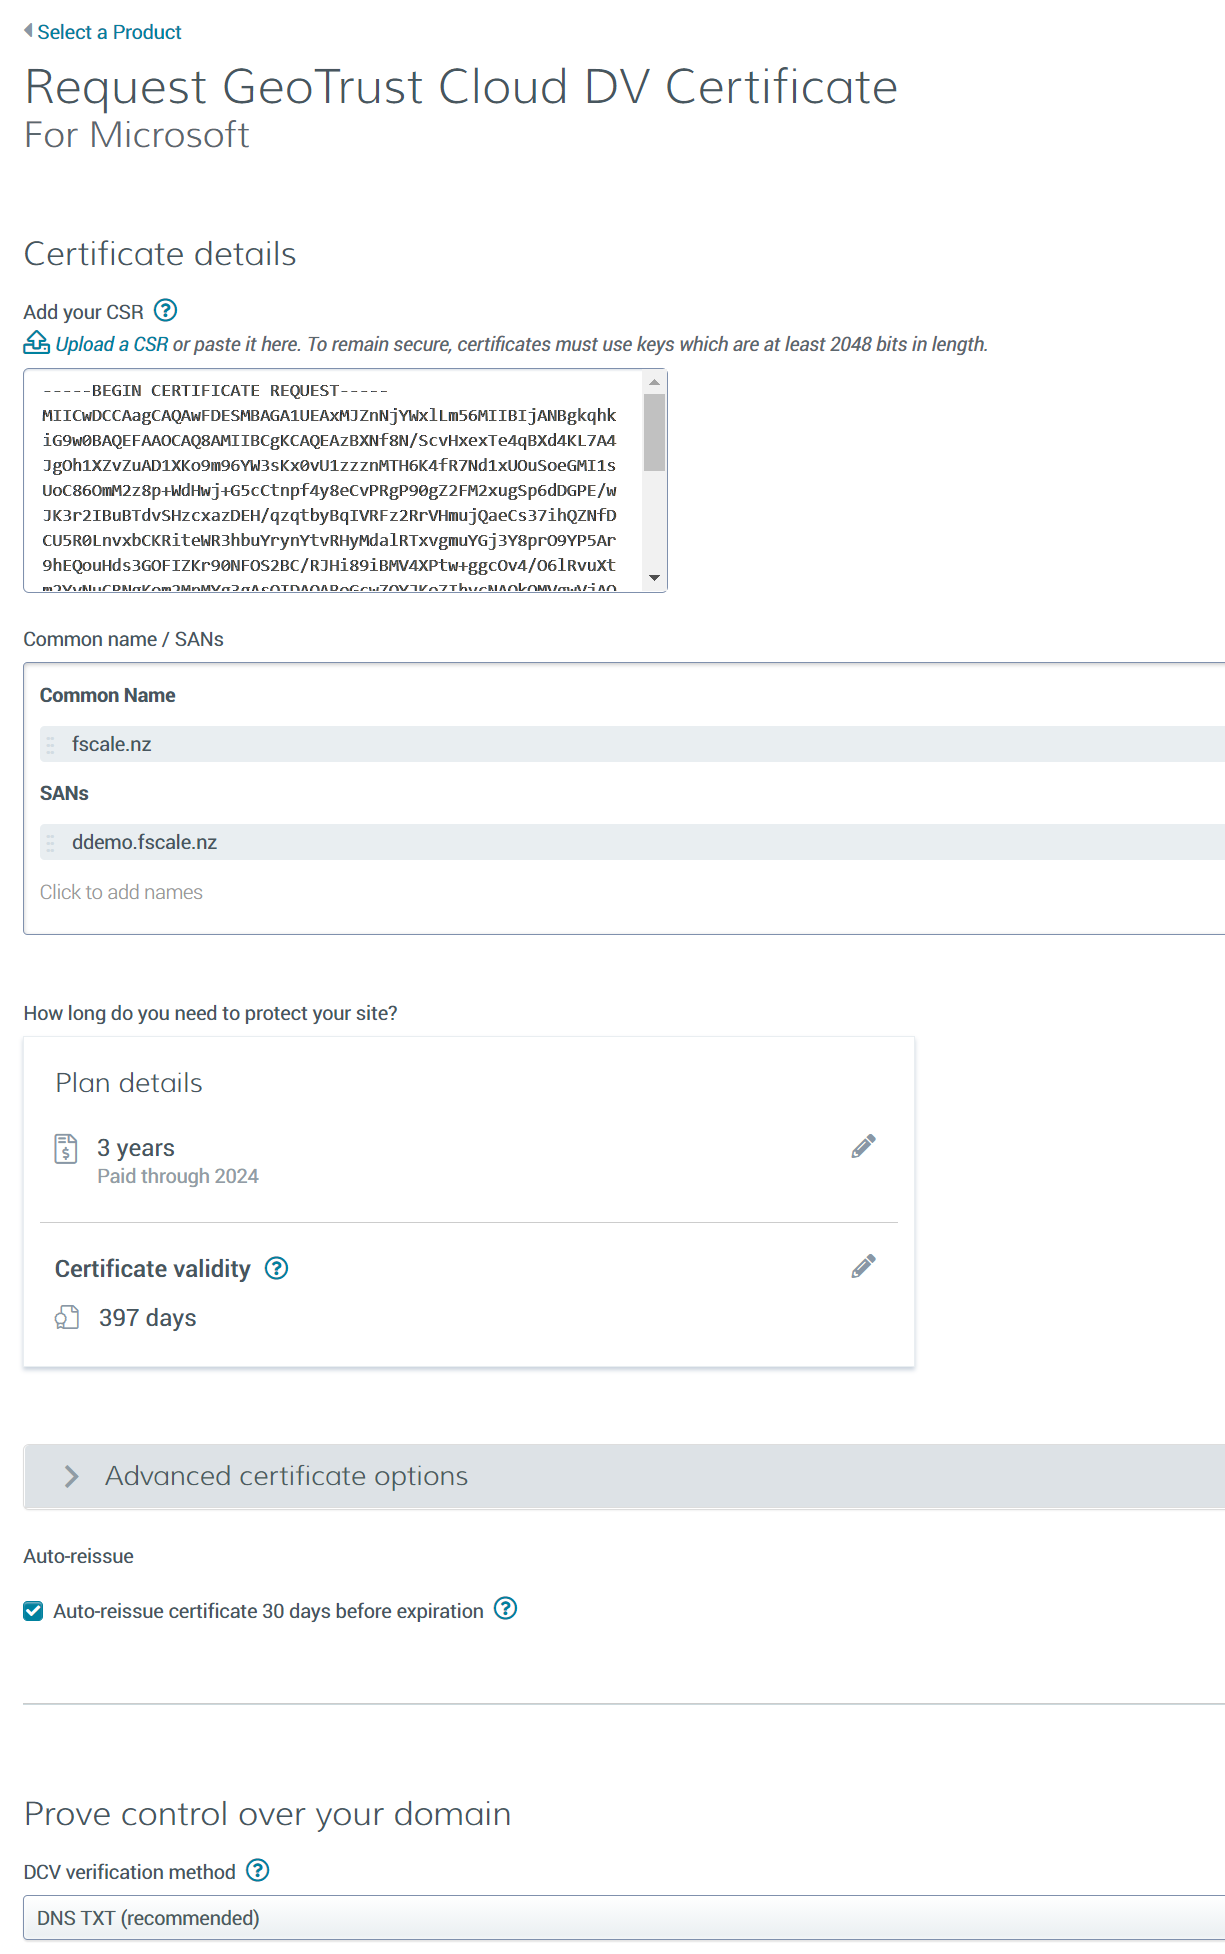 Select a Product
Request GeoTrust Cloud DV Certificate
For Microsoft
Certificate details
Add your CSR ?
Upload a CSR or paste it here. To remain secure, certificates must use keys which are at least 2048 bits in length.
-----BEGIN CERTIFICATE REQUEST-----
MIICwDCCAagCAQAwFDESMBAGA1UEAxMJZnNjYWxlLm56MIIBIjANBgkqhk
iG9w0BAQEFAAOCAQ8AMIIBCgKCAQEAzBXNf8N/ScvHxexTe4qBXd4KL7A4
JgOh1XZvZuAD1XKo9m96YW3sKx0vU1zzznMTH6K4fR7Nd1xUOuSoeGMI1s
UoC86OmM2z8p+WdHwj+G5cCtnpf4y8eCvPRgP90gZ2FM2xugSp6dDGPE/w
JK3r2IBuBTdvSHzcxazDEH/qzqtbyBqIVRFz2RrVHmujQaeCs37ihQZNfD
CU5R0LnvxbCKRiteWR3hbuYrynYtvRHyMdalRTxvgmuYGj3Y8prO9YP5Ar
9hEQouHds3GOFIZKr90NFOS2BC/RJHi89iBMV4XPtw+ggcOv4/O6lRvuXt
Common name / SANs
Common Name
fscale.nz
SANs
ddemo.fscale.nz
Click to add names
How long do you need to protect your site?
Plan details
3 years
Paid through 2024
Certificate validity ?
397 days
Advanced certificate options
Auto-reissue
Auto-reissue certificate 30 days before expiration ?
Prove control over your domain
DCV verification method ?
DNS TXT (recommended)